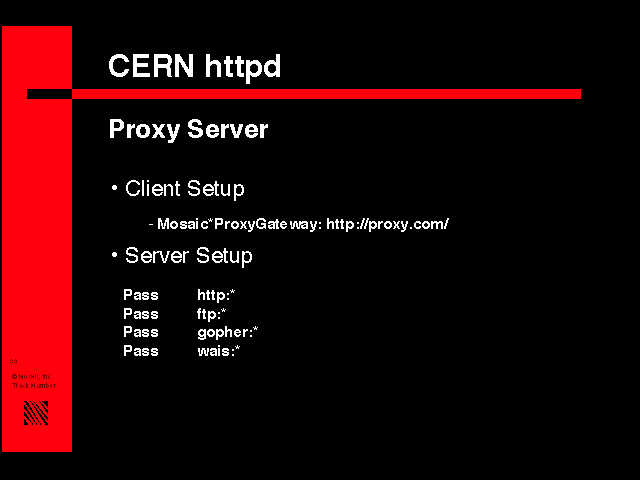 CERN httpd
Proxy Server
• Client Setup
- Mosaic*ProxyGateway: http://proxy.com/
• Server Setup
Pass http:*
Pass ftp:*
Pass gopher:*
Pass wais:*
© Novell, Inc.
Track Number